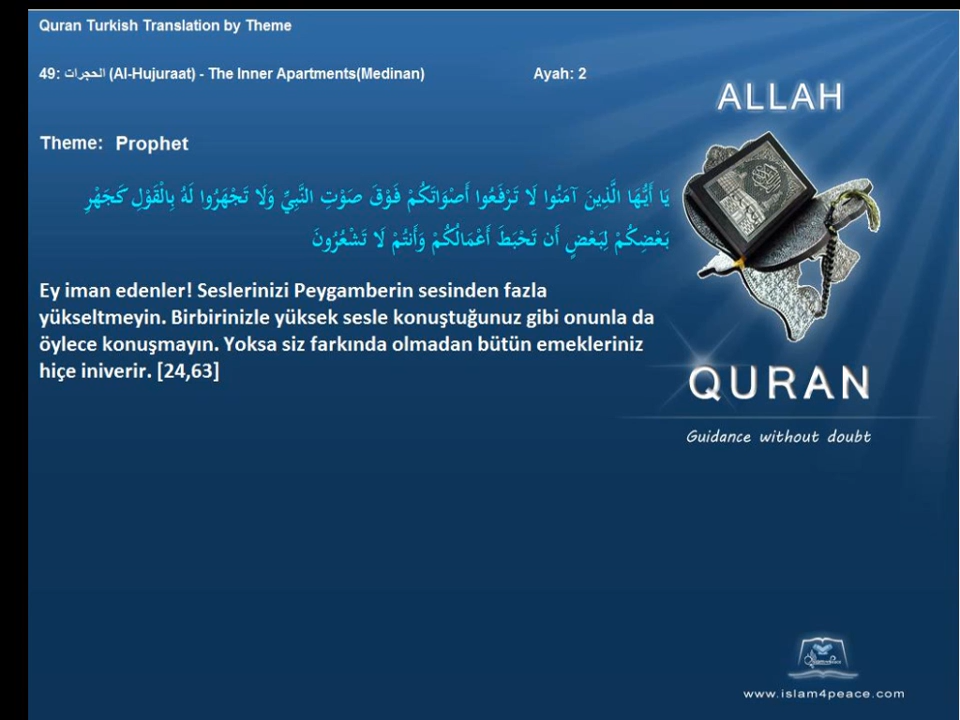 Quran Turkish Translation by Theme
49: الحجرات (Al-Hujuraat) - The Inner Apartments(Medinan) Ayah: 2
ALLAH
Theme: Prophet
يَا أَيُّهَا الَّذِينَ آمَنُوا لَا تَرْفَعُوا أَصْوَاتَكُمْ فَوْقَ صَوْتِ النَّبِيِّ وَلَا تَجْهَرُوا لَهُ بِالْقَوْلِ كَجَهْرِ
بَعْضِكُمْ لِبَعْضٍ أَن تَحْبَطَ أَعْمَالُكُمْ وَأَنتُمْ لَا تَشْعُرُونَ
Ey iman edenler! Seslerinizi Peygamberin sesinden fazla
yükseltmeyin. Birbirinizle yüksek sesle konuştuğunuz gibi onunla da
öylece konuşmayın. Yoksa siz farkında olmadan bütün emekleriniz
hiçe iniverir. [24,63]
QURAN
Guidance without doubt
www.islam4peace.com